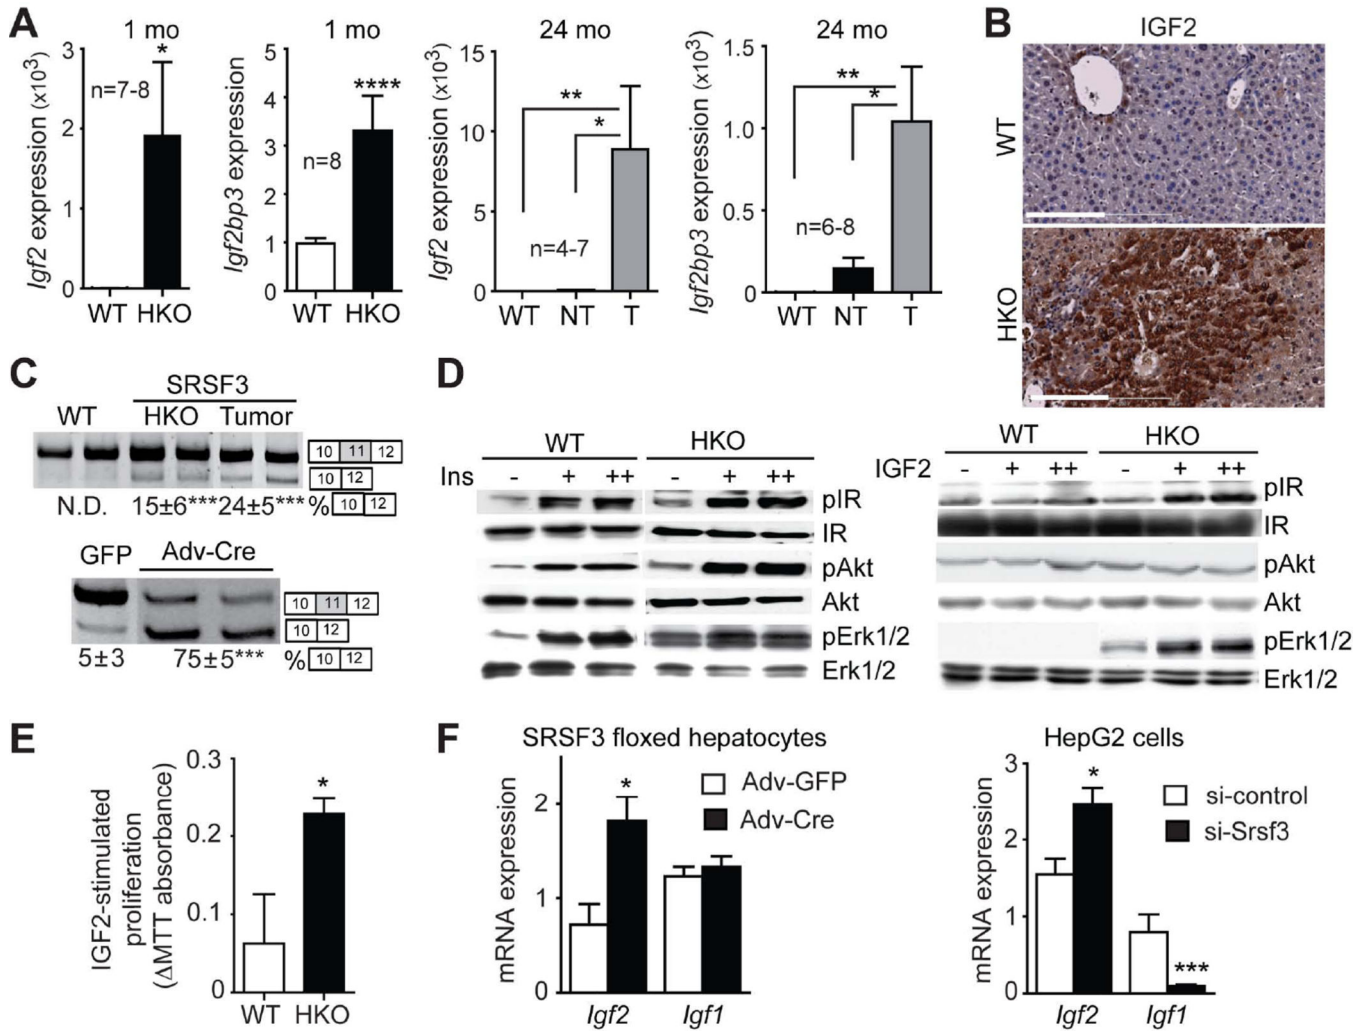 A
1 mo
Igf2 expression (x10³)
3
2
1
0
n=7-8
*
WT HKO
1 mo
Igf2bp3 expression
5
4
3
2
1
0
n=8
****
WT HKO
24 mo
Igf2 expression (x10³)
15
10
5
0
**
*
n=4-7
WT NT T
24 mo
Igf2bp3 expression (x10³)
1.5
1.0
0.5
0
**
*
n=6-8
WT NT T
B
IGF2
WT
HKO
C
SRSF3
WT HKO Tumor
10 11 12
10 12
N.D. 15±6*** 24±5*** % 10 12
GFP Adv-Cre
10 11 12
10 12
5±3 75±5*** % 10 12
D
WT HKO
Ins - + ++ - + ++
pIR
IR
pAkt
Akt
pErk1/2
Erk1/2
WT HKO
IGF2 - + ++ - + ++
pIR
IR
pAkt
Akt
pErk1/2
Erk1/2
E
IGF2-stimulated
proliferation
(ΔMTT absorbance)
0.3
0.2
0.1
0
*
WT HKO
F
SRSF3 floxed hepatocytes
mRNA expression
2
1
0
*
Adv-GFP
Adv-Cre
Igf2 Igf1
HepG2 cells
mRNA expression
3
2
1
0
*
***
si-control
si-Srsf3
Igf2 Igf1